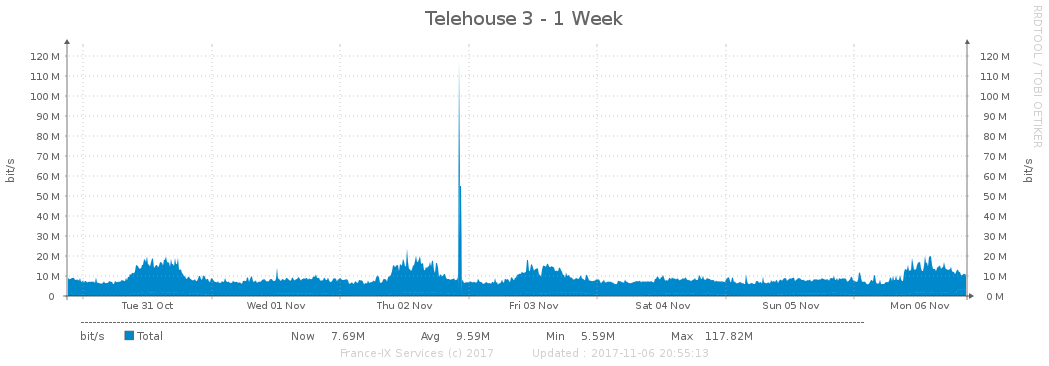 Telehouse 3 - 1 Week
RRDTOOL / TOBI OETIKER
bit/s
bit/s
120 M 120 M
110 M 110 M
100 M 100 M
90 M 90 M
80 M 80 M
70 M 70 M
60 M 60 M
50 M 50 M
40 M 40 M
30 M 30 M
20 M 20 M
10 M 10 M
0 0 M
Tue 31 Oct Wed 01 Nov Thu 02 Nov Fri 03 Nov Sat 04 Nov Sun 05 Nov Mon 06 Nov
bit/s Total Now 7.69M Avg 9.59M Min 5.59M Max 117.82M
France-IX Services (c) 2017 Updated : 2017-11-06 20:55:13